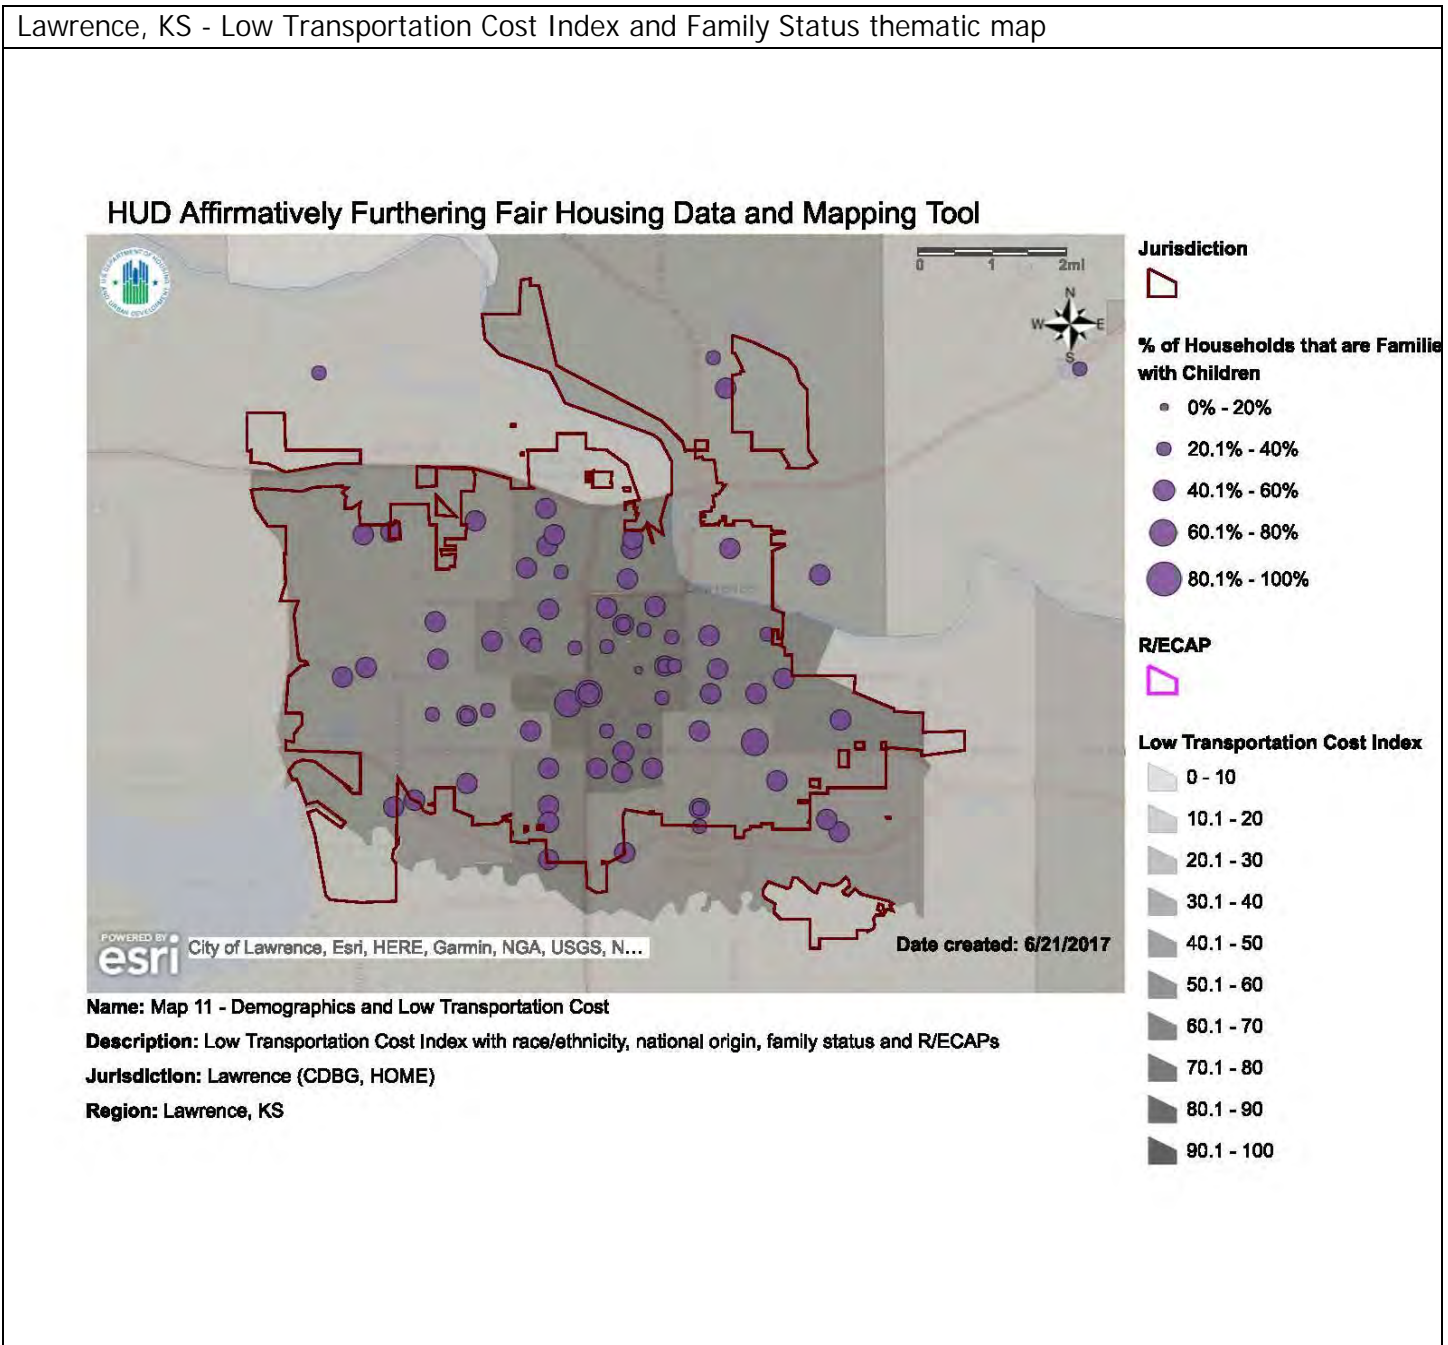 Lawrence, KS - Low Transportation Cost Index and Family Status thematic map
HUD Affirmatively Furthering Fair Housing Data and Mapping Tool
0 1 2mi
N
W E
S
Jurisdiction
% of Households that are Familie
with Children
0% - 20%
20.1% - 40%
40.1% - 60%
60.1% - 80%
80.1% - 100%
R/ECAP
Low Transportation Cost Index
0 - 10
10.1 - 20
20.1 - 30
30.1 - 40
40.1 - 50
50.1 - 60
60.1 - 70
70.1 - 80
80.1 - 90
90.1 - 100
POWERED BY
esri
City of Lawrence, Esri, HERE, Garmin, NGA, USGS, N...
Date created: 6/21/2017
Name: Map 11 - Demographics and Low Transportation Cost
Description: Low Transportation Cost Index with race/ethnicity, national origin, family status and R/ECAPs
Jurisdiction: Lawrence (CDBG, HOME)
Region: Lawrence, KS